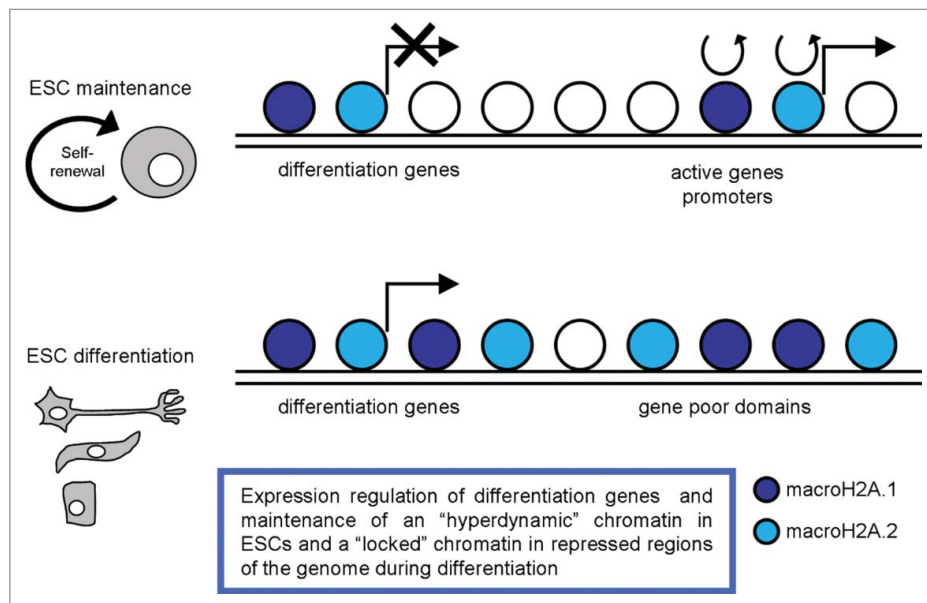 ESC maintenance
Self-
renewal
differentiation genes
active genes
promoters
ESC differentiation
differentiation genes
gene poor domains
Expression regulation of differentiation genes and
maintenance of an "hyperdynamic" chromatin in
ESCs and a "locked" chromatin in repressed regions
of the genome during differentiation
macroH2A.1
macroH2A.2